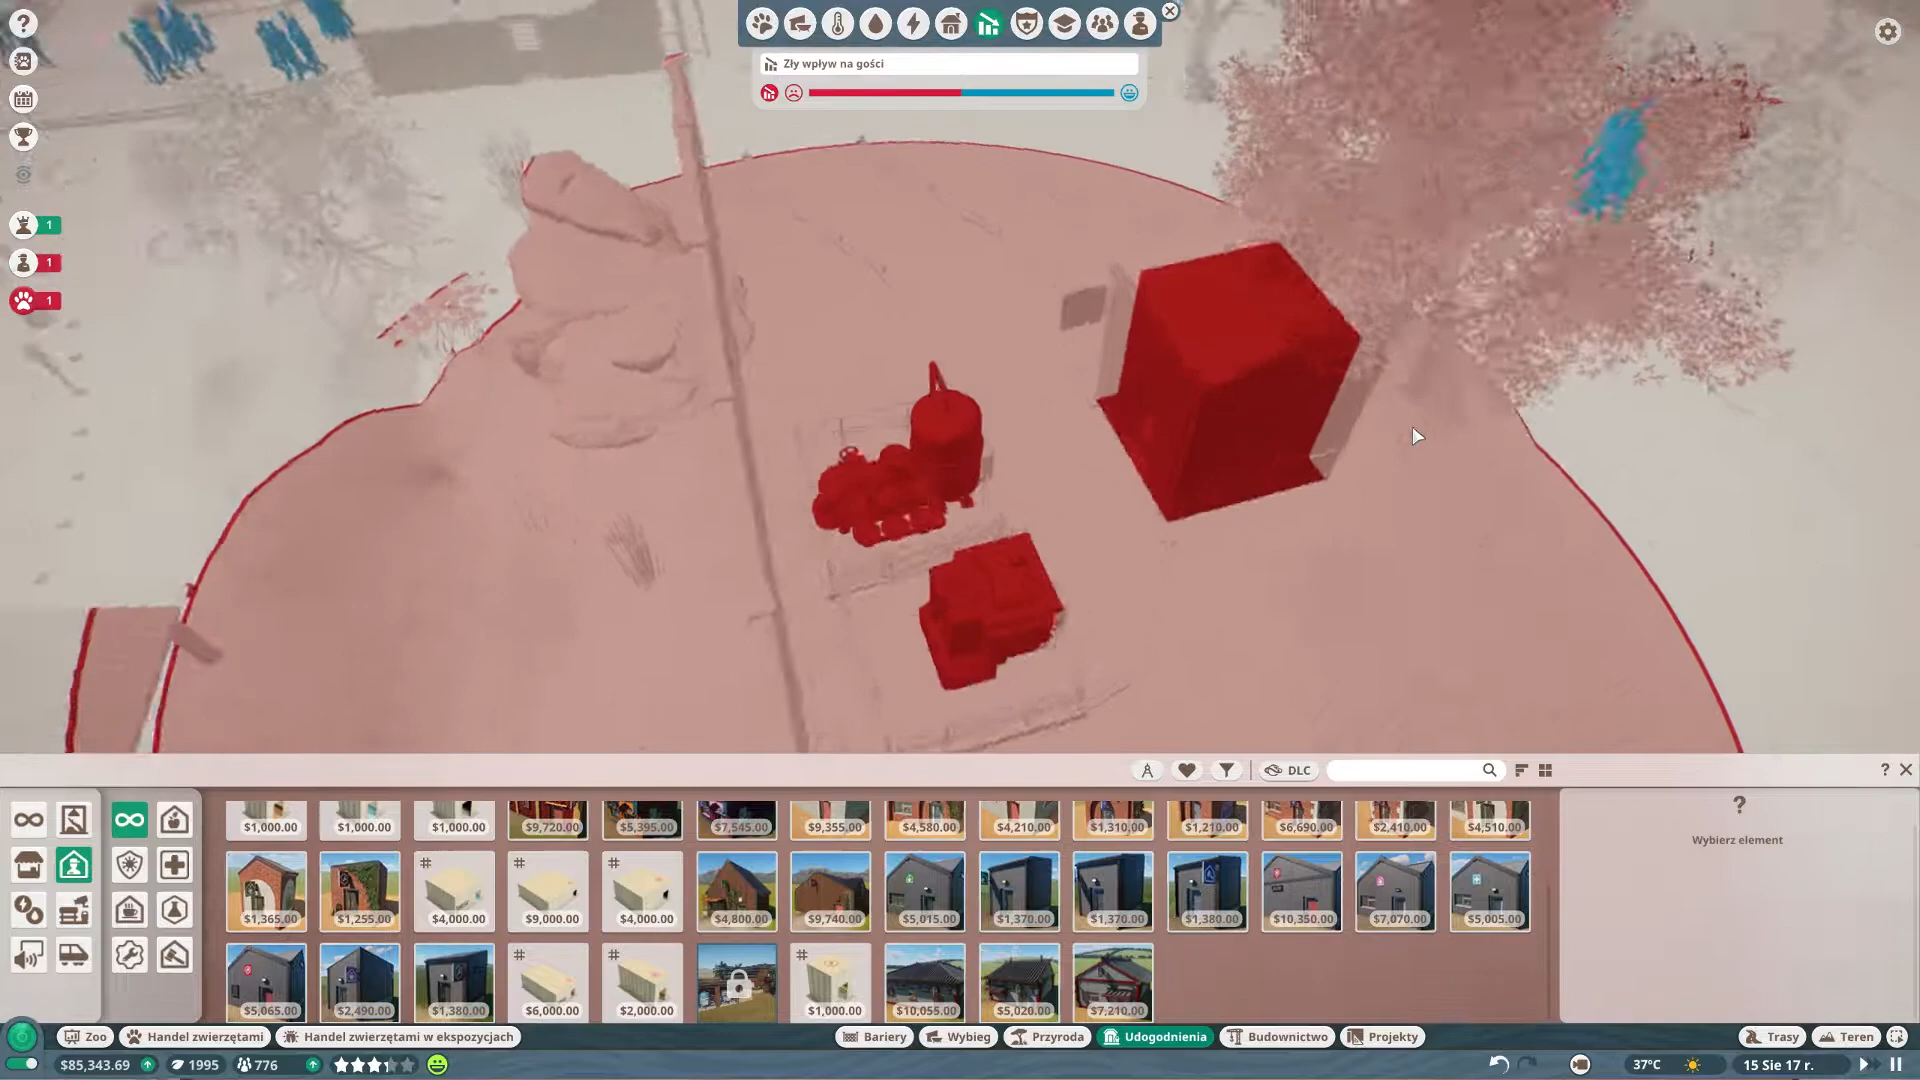 Zły wpływ na gości
1
1
1
DLC
?
Wybierz element
$1,000.00 $1,000.00 $1,000.00 $9,720.00 $5,395.00 $7,545.00 $9,355.00 $4,580.00 $4,210.00 $1,310.00 $1,210.00 $6,690.00 $2,410.00 $4,510.00
$1,365.00 $1,255.00 $4,000.00 $9,000.00 $4,000.00 $4,800.00 $9,740.00 $5,015.00 $1,370.00 $1,370.00 $1,380.00 $10,350.00 $7,070.00 $5,005.00
$5,065.00 $2,490.00 $1,380.00 $6,000.00 $2,000.00 $1,000.00 $10,055.00 $5,020.00 $7,210.00
Zoo Handel zwierzętami Handel zwierzętami w ekspozycjach Bariery Wybieg Przyroda Udogodnienia Budownictwo Projekty Trasy Teren
$85,343.69 1995 776 37°C 15 Sie 17 r.